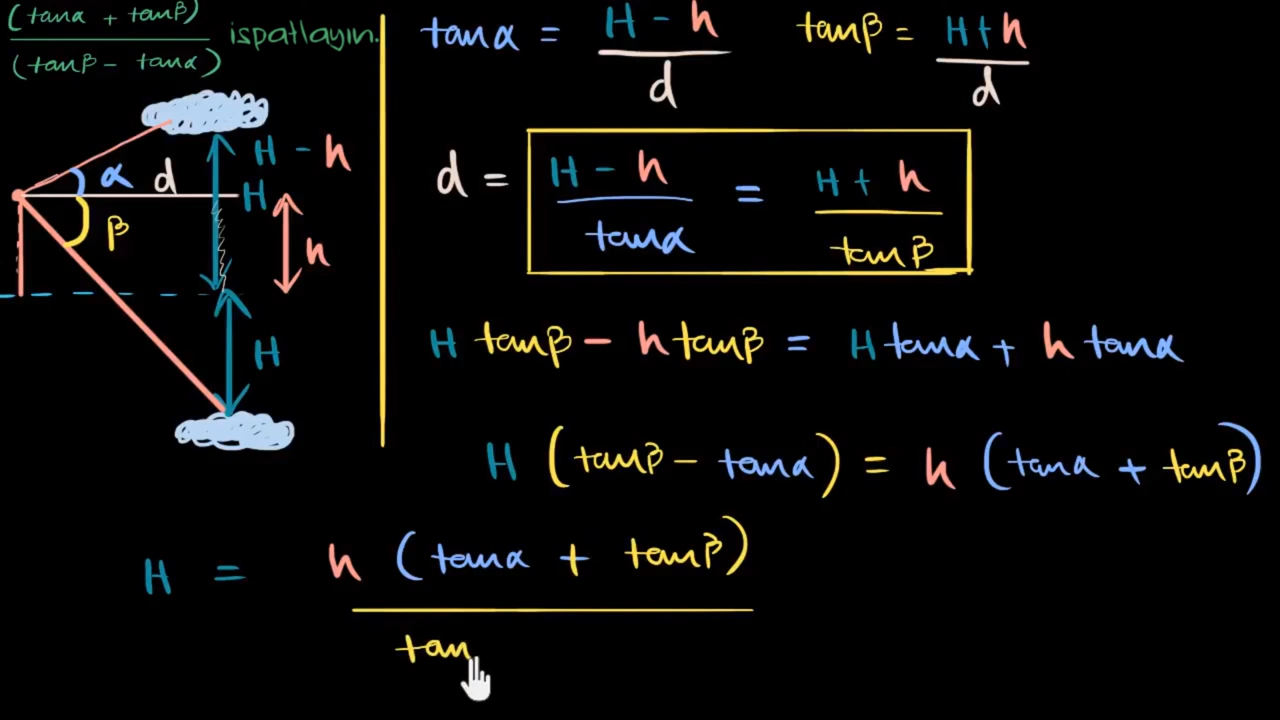 (tanα + tanβ)
(tanβ - tanα)
ispatlayın.
α d
β
H - h
H
h
H
tanα = H - h / d
tanβ = H + h / d
d = H - h / tanα = H + h / tanβ
H tanβ - h tanβ = H tanα + h tanα
H (tanβ - tanα) = h (tanα + tanβ)
H = h (tanα + tanβ)
tan